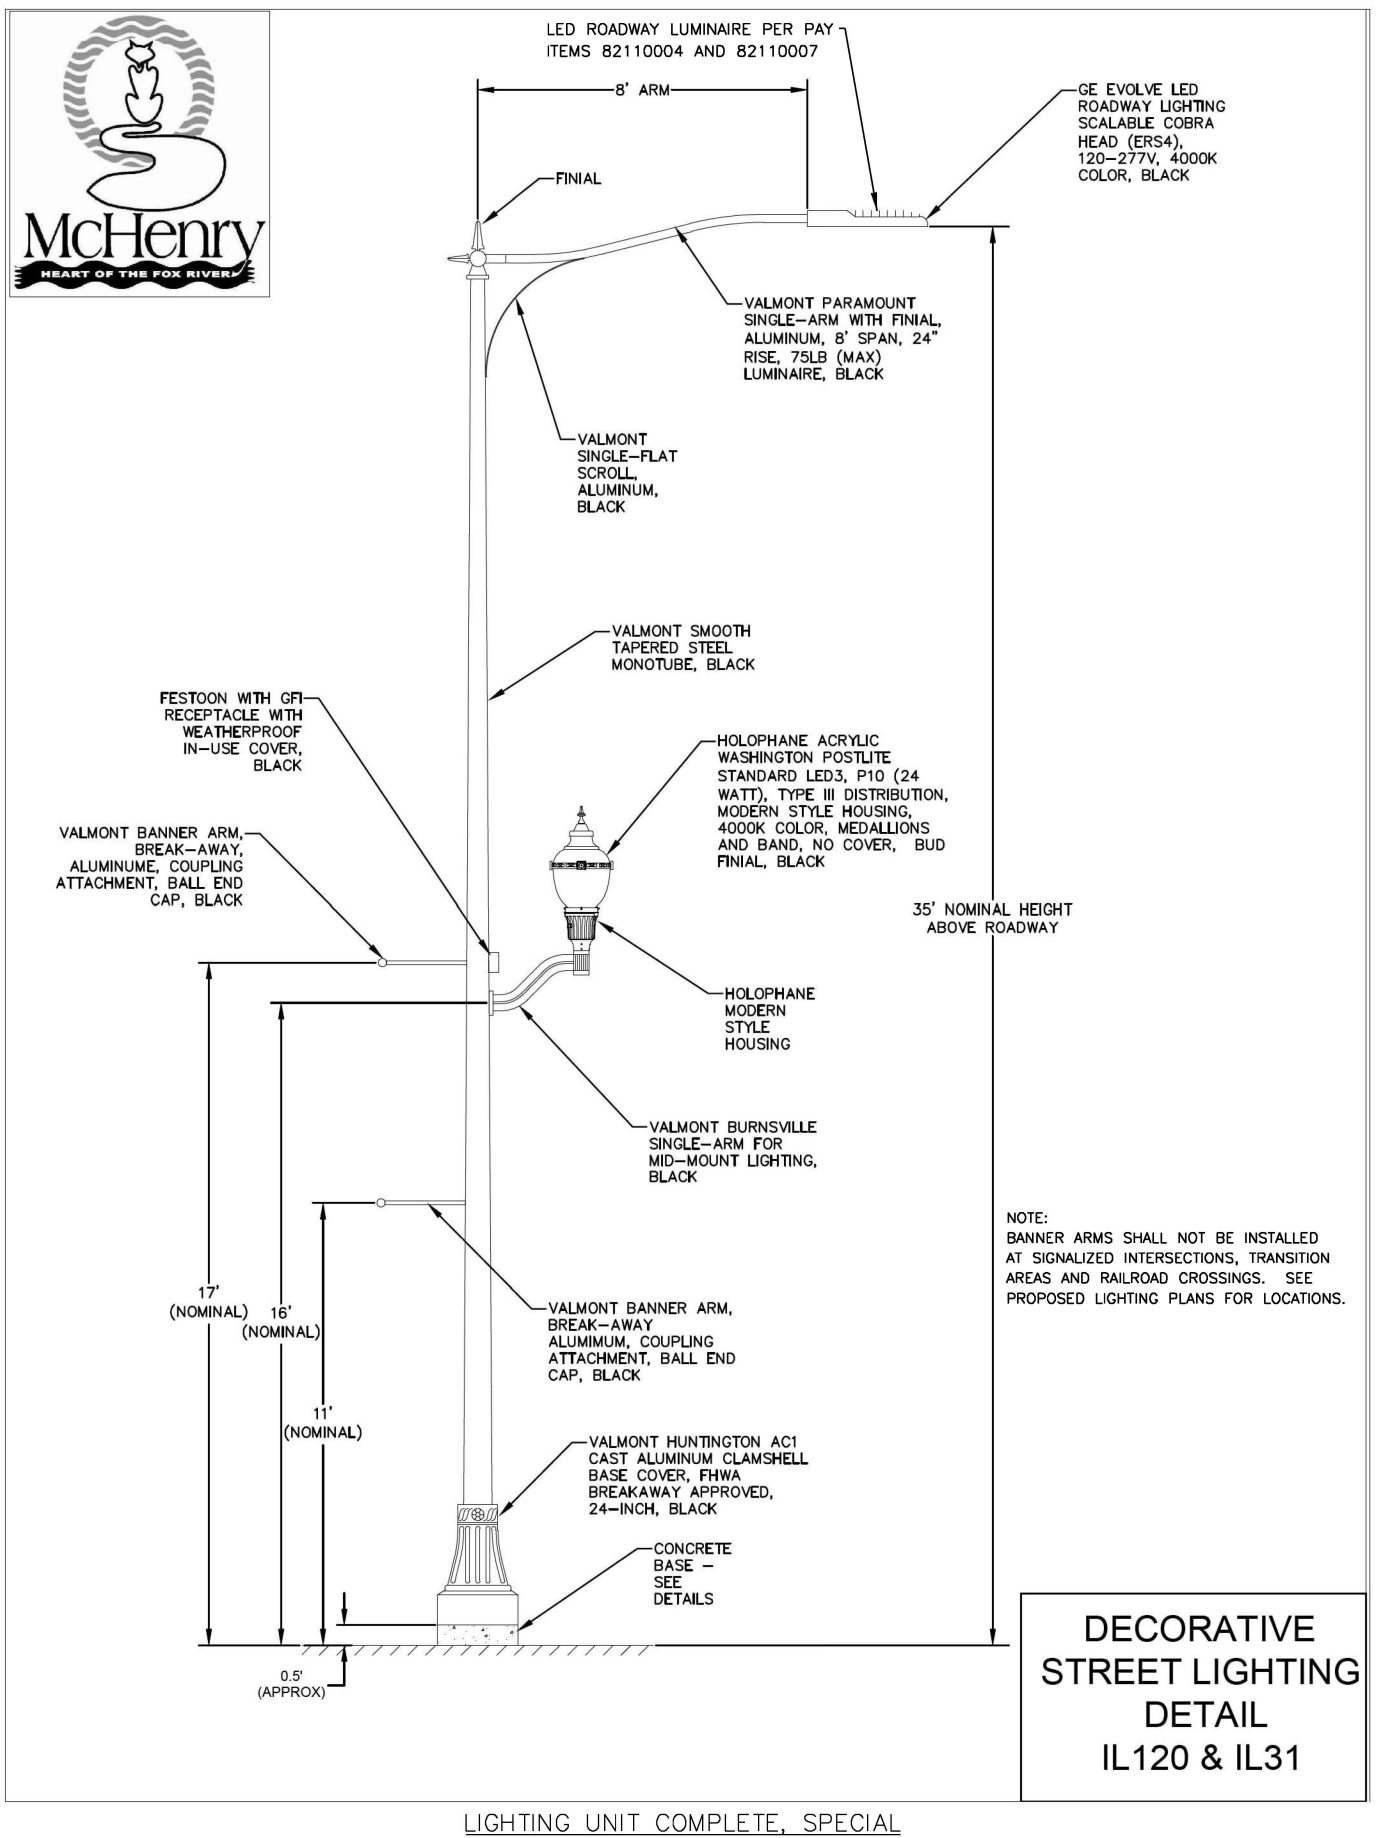 McHenry
HEART OF THE FOX RIVER
LED ROADWAY LUMINAIRE PER PAY
ITEMS 82110004 AND 82110007
8' ARM
GE EVOLVE LED
ROADWAY LIGHTING
SCALABLE COBRA
HEAD (ERS4),
120–277V, 4000K
COLOR, BLACK
FINIAL
VALMONT PARAMOUNT
SINGLE–ARM WITH FINIAL,
ALUMINUM, 8' SPAN, 24"
RISE, 75LB (MAX)
LUMINAIRE, BLACK
VALMONT
SINGLE–FLAT
SCROLL,
ALUMINUM,
BLACK
VALMONT SMOOTH
TAPERED STEEL
MONOTUBE, BLACK
FESTOON WITH GFI
RECEPTACLE WITH
WEATHERPROOF
IN–USE COVER,
BLACK
HOLOPHANE ACRYLIC
WASHINGTON POSTLITE
STANDARD LED3, P10 (24
WATT), TYPE III DISTRIBUTION,
MODERN STYLE HOUSING,
4000K COLOR, MEDALLIONS
AND BAND, NO COVER, BUD
FINIAL, BLACK
VALMONT BANNER ARM,
BREAK–AWAY,
ALUMINUME, COUPLING
ATTACHMENT, BALL END
CAP, BLACK
35' NOMINAL HEIGHT
ABOVE ROADWAY
HOLOPHANE
MODERN
STYLE
HOUSING
VALMONT BURNSVILLE
SINGLE–ARM FOR
MID–MOUNT LIGHTING,
BLACK
NOTE:
BANNER ARMS SHALL NOT BE INSTALLED
AT SIGNALIZED INTERSECTIONS, TRANSITION
AREAS AND RAILROAD CROSSINGS. SEE
PROPOSED LIGHTING PLANS FOR LOCATIONS.
17'
(NOMINAL)
16'
(NOMINAL)
VALMONT BANNER ARM,
BREAK–AWAY
ALUMIMUM, COUPLING
ATTACHMENT, BALL END
CAP, BLACK
11'
(NOMINAL)
VALMONT HUNTINGTON AC1
CAST ALUMINUM CLAMSHELL
BASE COVER, FHWA
BREAKAWAY APPROVED,
24–INCH, BLACK
CONCRETE
BASE –
SEE
DETAILS
0.5'
(APPROX)
DECORATIVE
STREET LIGHTING
DETAIL
IL120 & IL31
LIGHTING UNIT COMPLETE, SPECIAL